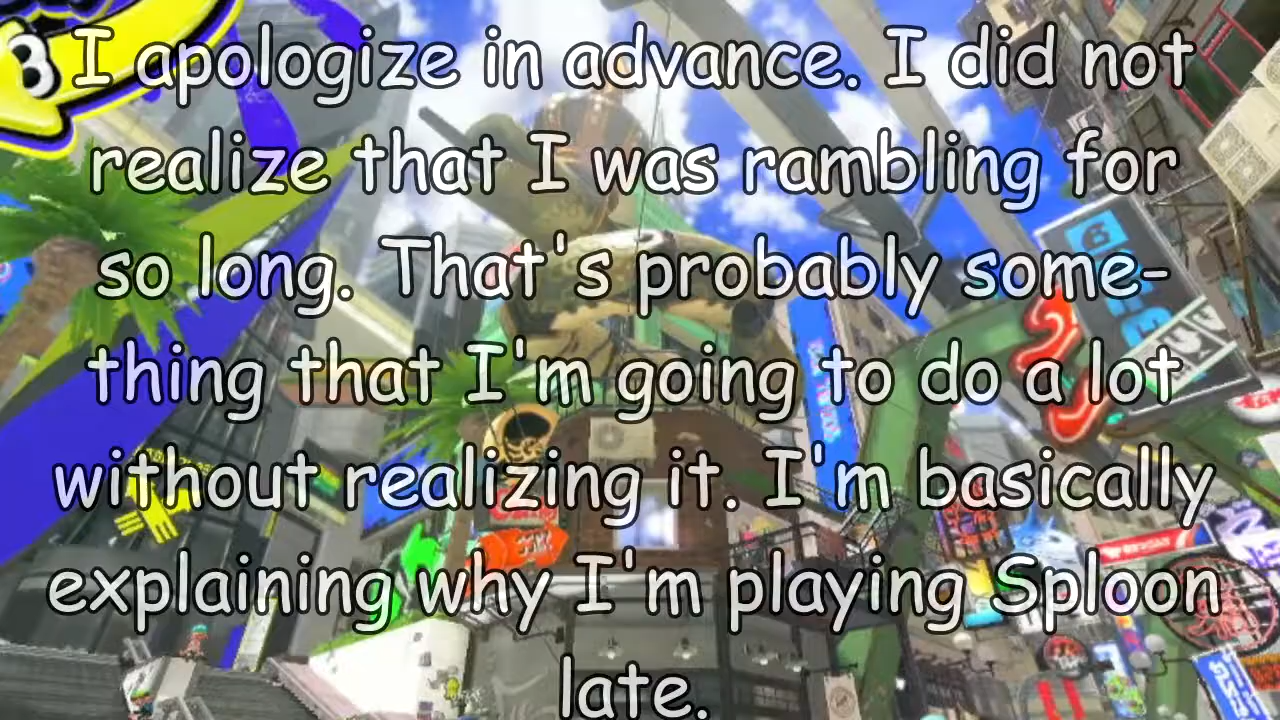 I apologize in advance. I did not
realize that I was rambling for
so long. That's probably some-
thing that I'm going to do a lot
without realizing it. I'm basically
explaining why I'm playing Sploon
late.